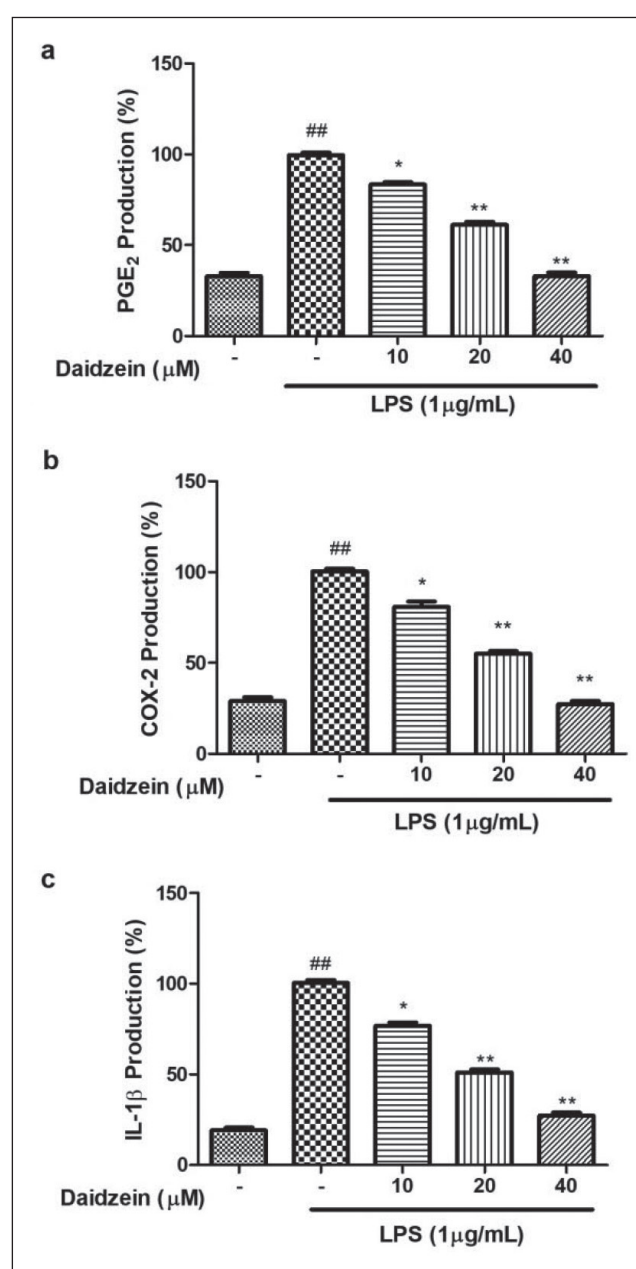 a
PGE₂ Production (%)
150
100
50
0
##
*
**
**
Daidzein (μM)
- - 10 20 40
LPS (1μg/mL)
b
COX-2 Production (%)
150
100
50
0
##
*
**
**
Daidzein (μM)
- - 10 20 40
LPS (1μg/mL)
c
IL-1β Production (%)
150
100
50
0
##
*
**
**
Daidzein (μM)
- - 10 20 40
LPS (1μg/mL)